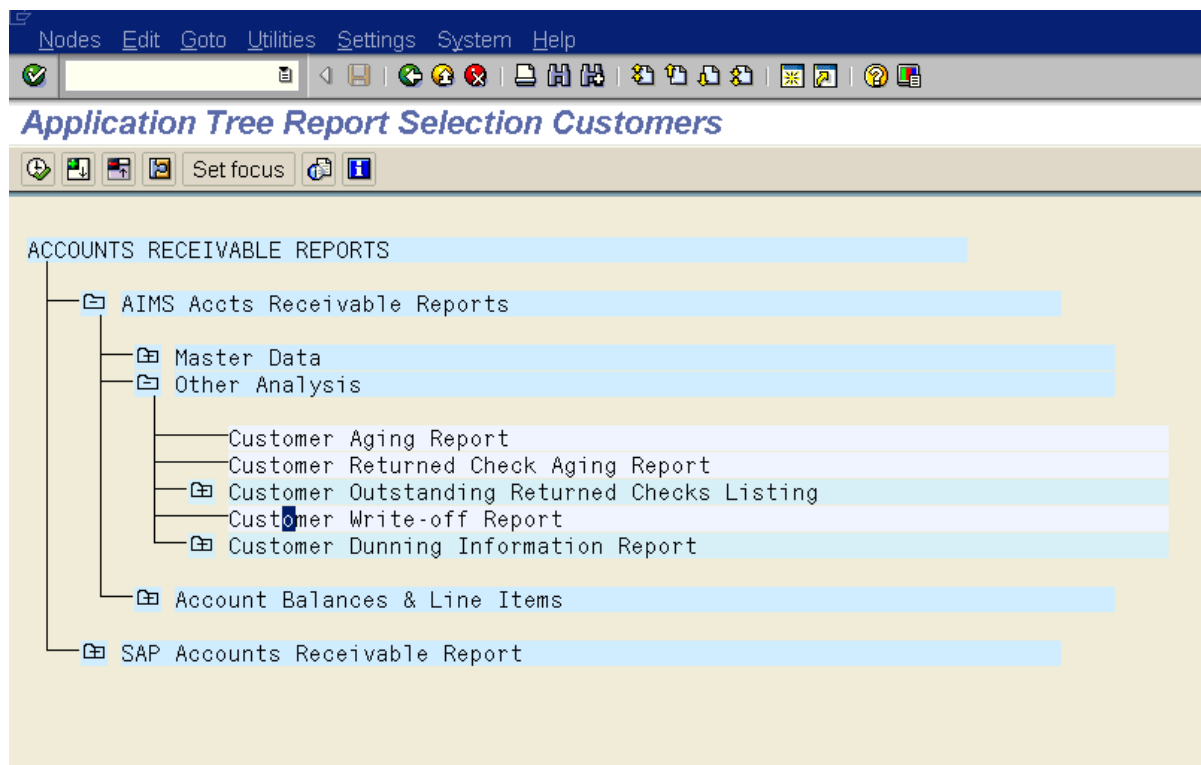 Nodes Edit Goto Utilities Settings System Help
Application Tree Report Selection Customers
Set focus
ACCOUNTS RECEIVABLE REPORTS
AIMS Accts Receivable Reports
Master Data
Other Analysis
Customer Aging Report
Customer Returned Check Aging Report
Customer Outstanding Returned Checks Listing
Customer Write-off Report
Customer Dunning Information Report
Account Balances & Line Items
SAP Accounts Receivable Report